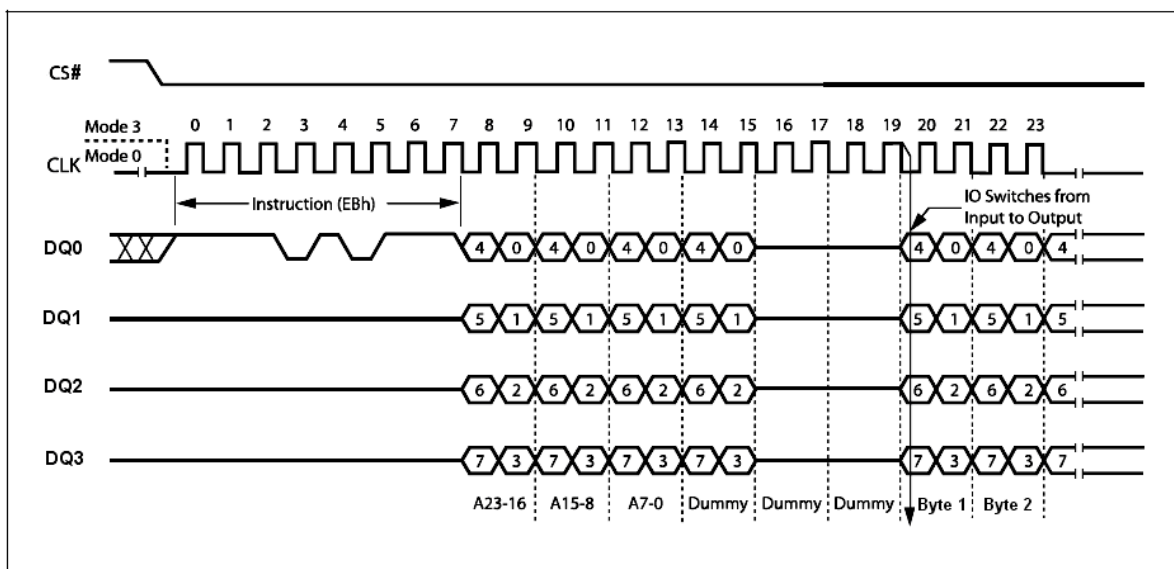 CS#
Mode 3
0 1 2 3 4 5 6 7 8 9 10 11 12 13 14 15 16 17 18 19 20 21 22 23
CLK Mode 0
Instruction (EBh)
IO Switches from
Input to Output
DQ0 4 0 4 0 4 0 4 0 4 0 4 0 4
DQ1 5 1 5 1 5 1 5 1 5 1 5 1 5
DQ2 6 2 6 2 6 2 6 2 6 2 6 2 6
DQ3 7 3 7 3 7 3 7 3 7 3 7 3 7
A23-16 A15-8 A7-0 Dummy Dummy Dummy Byte 1 Byte 2